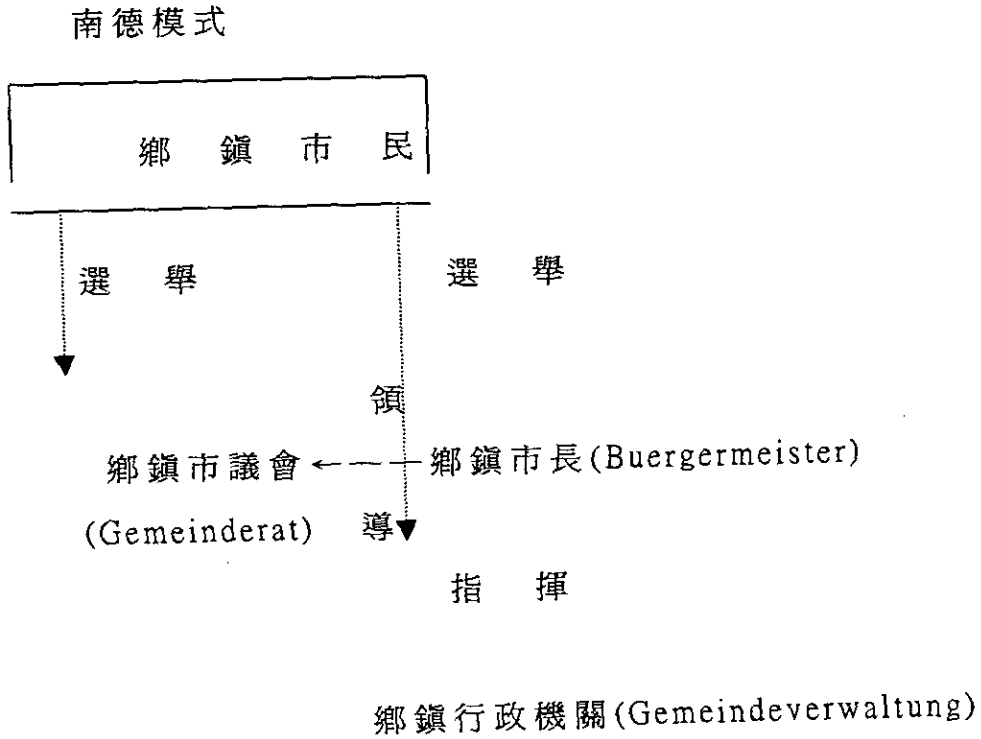 南德模式
鄉鎮市民
選舉 選舉
領
鄉鎮市議會 鄉鎮市長(Buergermeister)
(Gemeinderat) 導
指揮
鄉鎮行政機關(Gemeindeverwaltung)